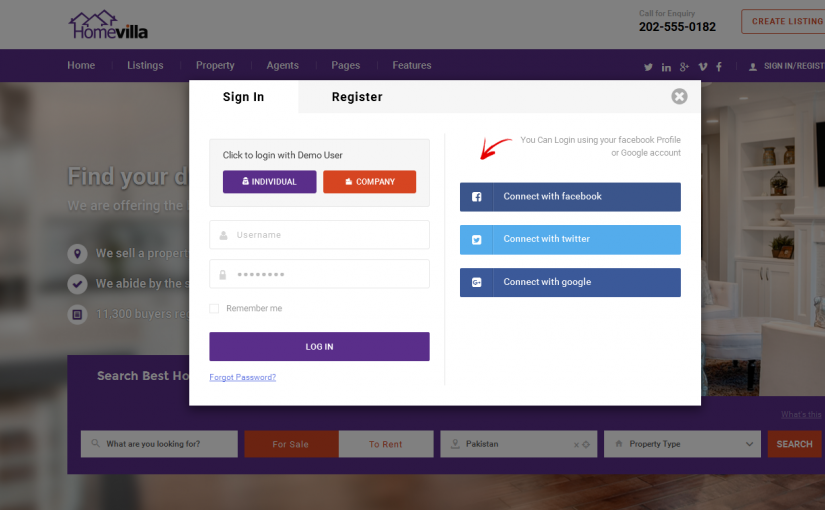 Homevilla
Call for Enquiry
202-555-0182
CREATE LISTING
Home
Listings
Property
Agents
Pages
Features
SIGN IN/REGIST
Sign In
Register
You Can Login using your facebook Profile
or Google account
Click to login with Demo User
INDIVIDUAL
COMPANY
Username
Remember me
LOG IN
Forgot Password?
Connect with facebook
Connect with twitter
Connect with google
Find your d
We are offering the
We sell a propert
We abide by the s
11,300 buyers rec
Search Best Ho
What's this
What are you looking for?
For Sale
To Rent
Pakistan
x
Property Type
SEARCH